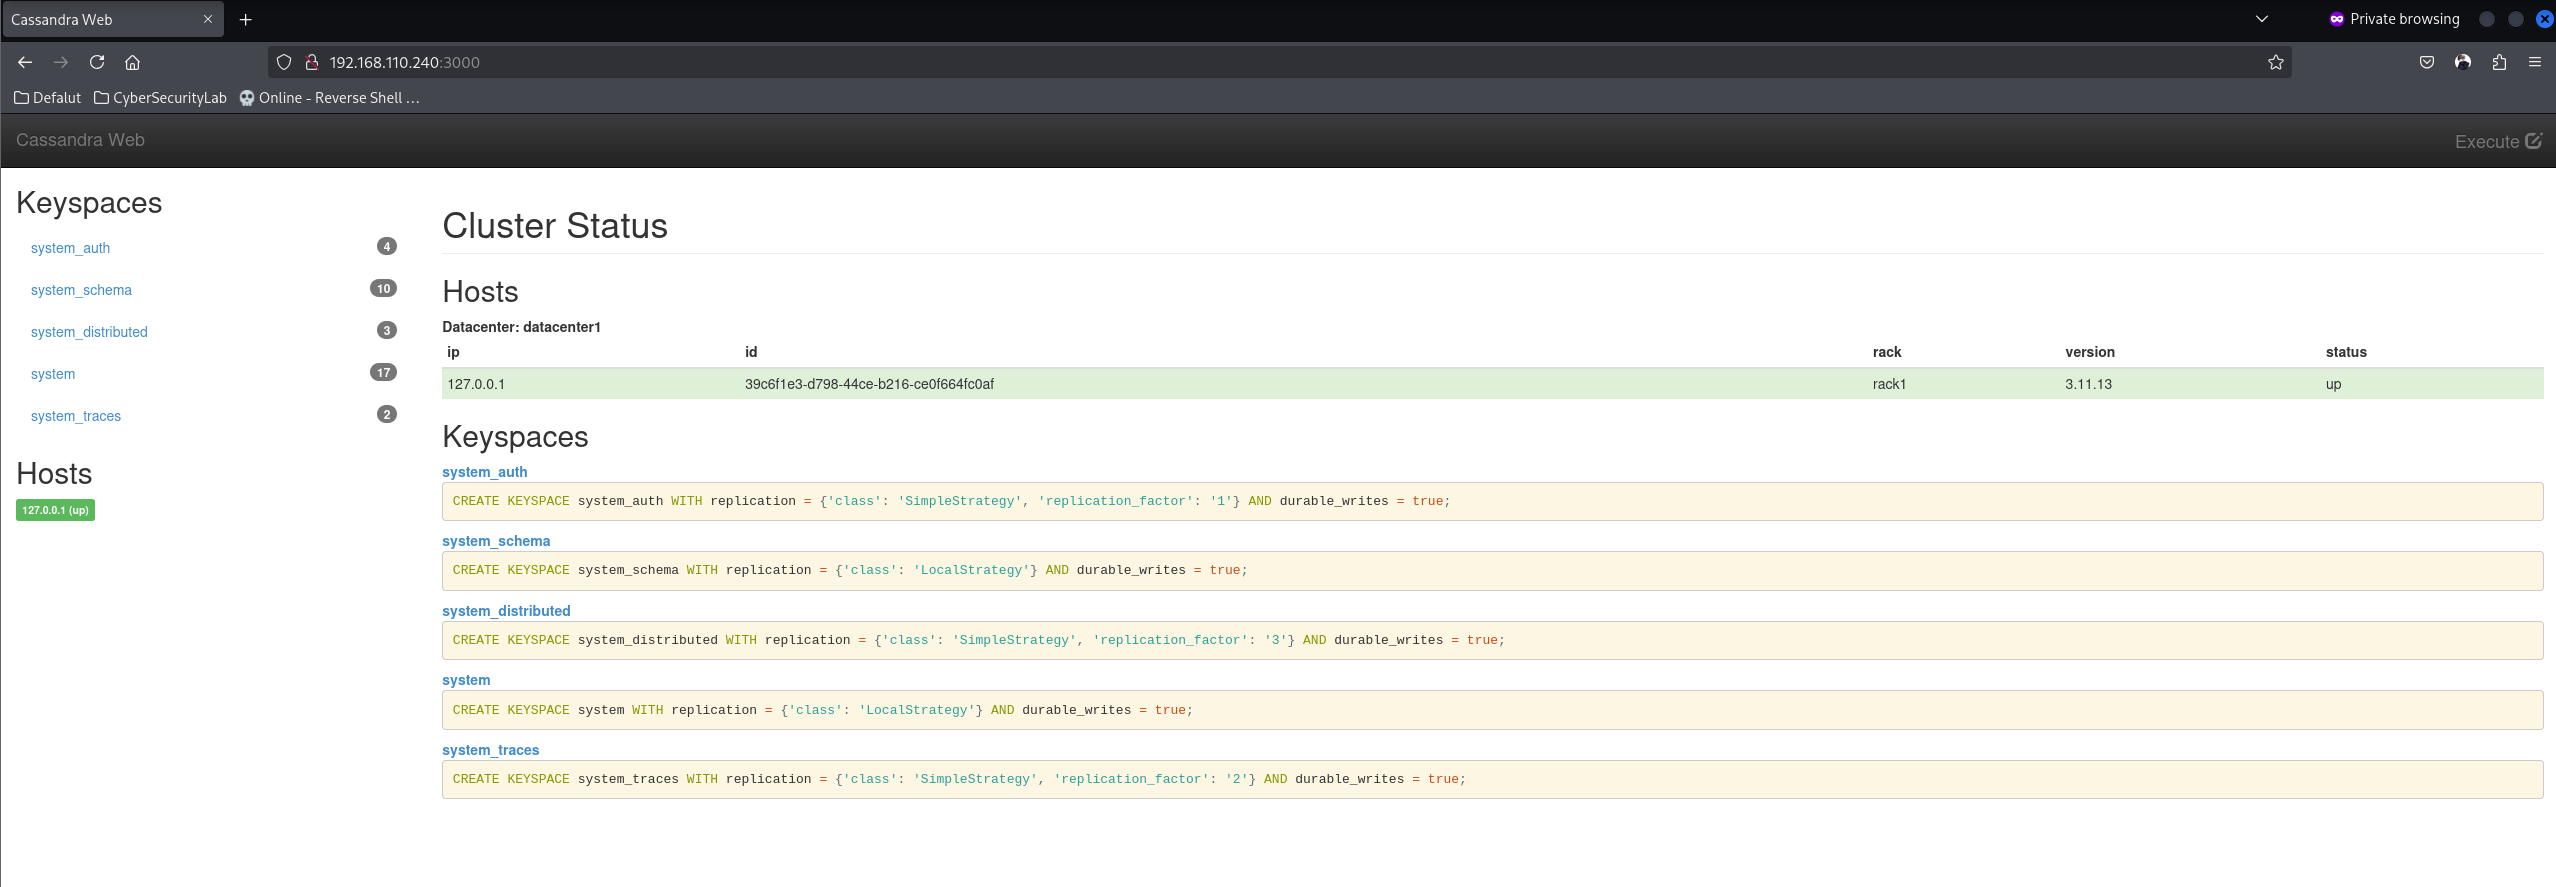 Cassandra Web
Private browsing
192.168.110.240:3000
Defalut CyberSecurityLab Online - Reverse Shell …
Cassandra Web Execute
Keyspaces
system_auth 4
system_schema 10
system_distributed 3
system 17
system_traces 2
Hosts
127.0.0.1 (up)
Cluster Status
Hosts
Datacenter: datacenter1
ip id rack version status
127.0.0.1 39c6f1e3-d798-44ce-b216-ce0f664fc0af rack1 3.11.13 up
Keyspaces
system_auth
CREATE KEYSPACE system_auth WITH replication = {'class': 'SimpleStrategy', 'replication_factor': '1'} AND durable_writes = true;
system_schema
CREATE KEYSPACE system_schema WITH replication = {'class': 'LocalStrategy'} AND durable_writes = true;
system_distributed
CREATE KEYSPACE system_distributed WITH replication = {'class': 'SimpleStrategy', 'replication_factor': '3'} AND durable_writes = true;
system
CREATE KEYSPACE system WITH replication = {'class': 'LocalStrategy'} AND durable_writes = true;
system_traces
CREATE KEYSPACE system_traces WITH replication = {'class': 'SimpleStrategy', 'replication_factor': '2'} AND durable_writes = true;